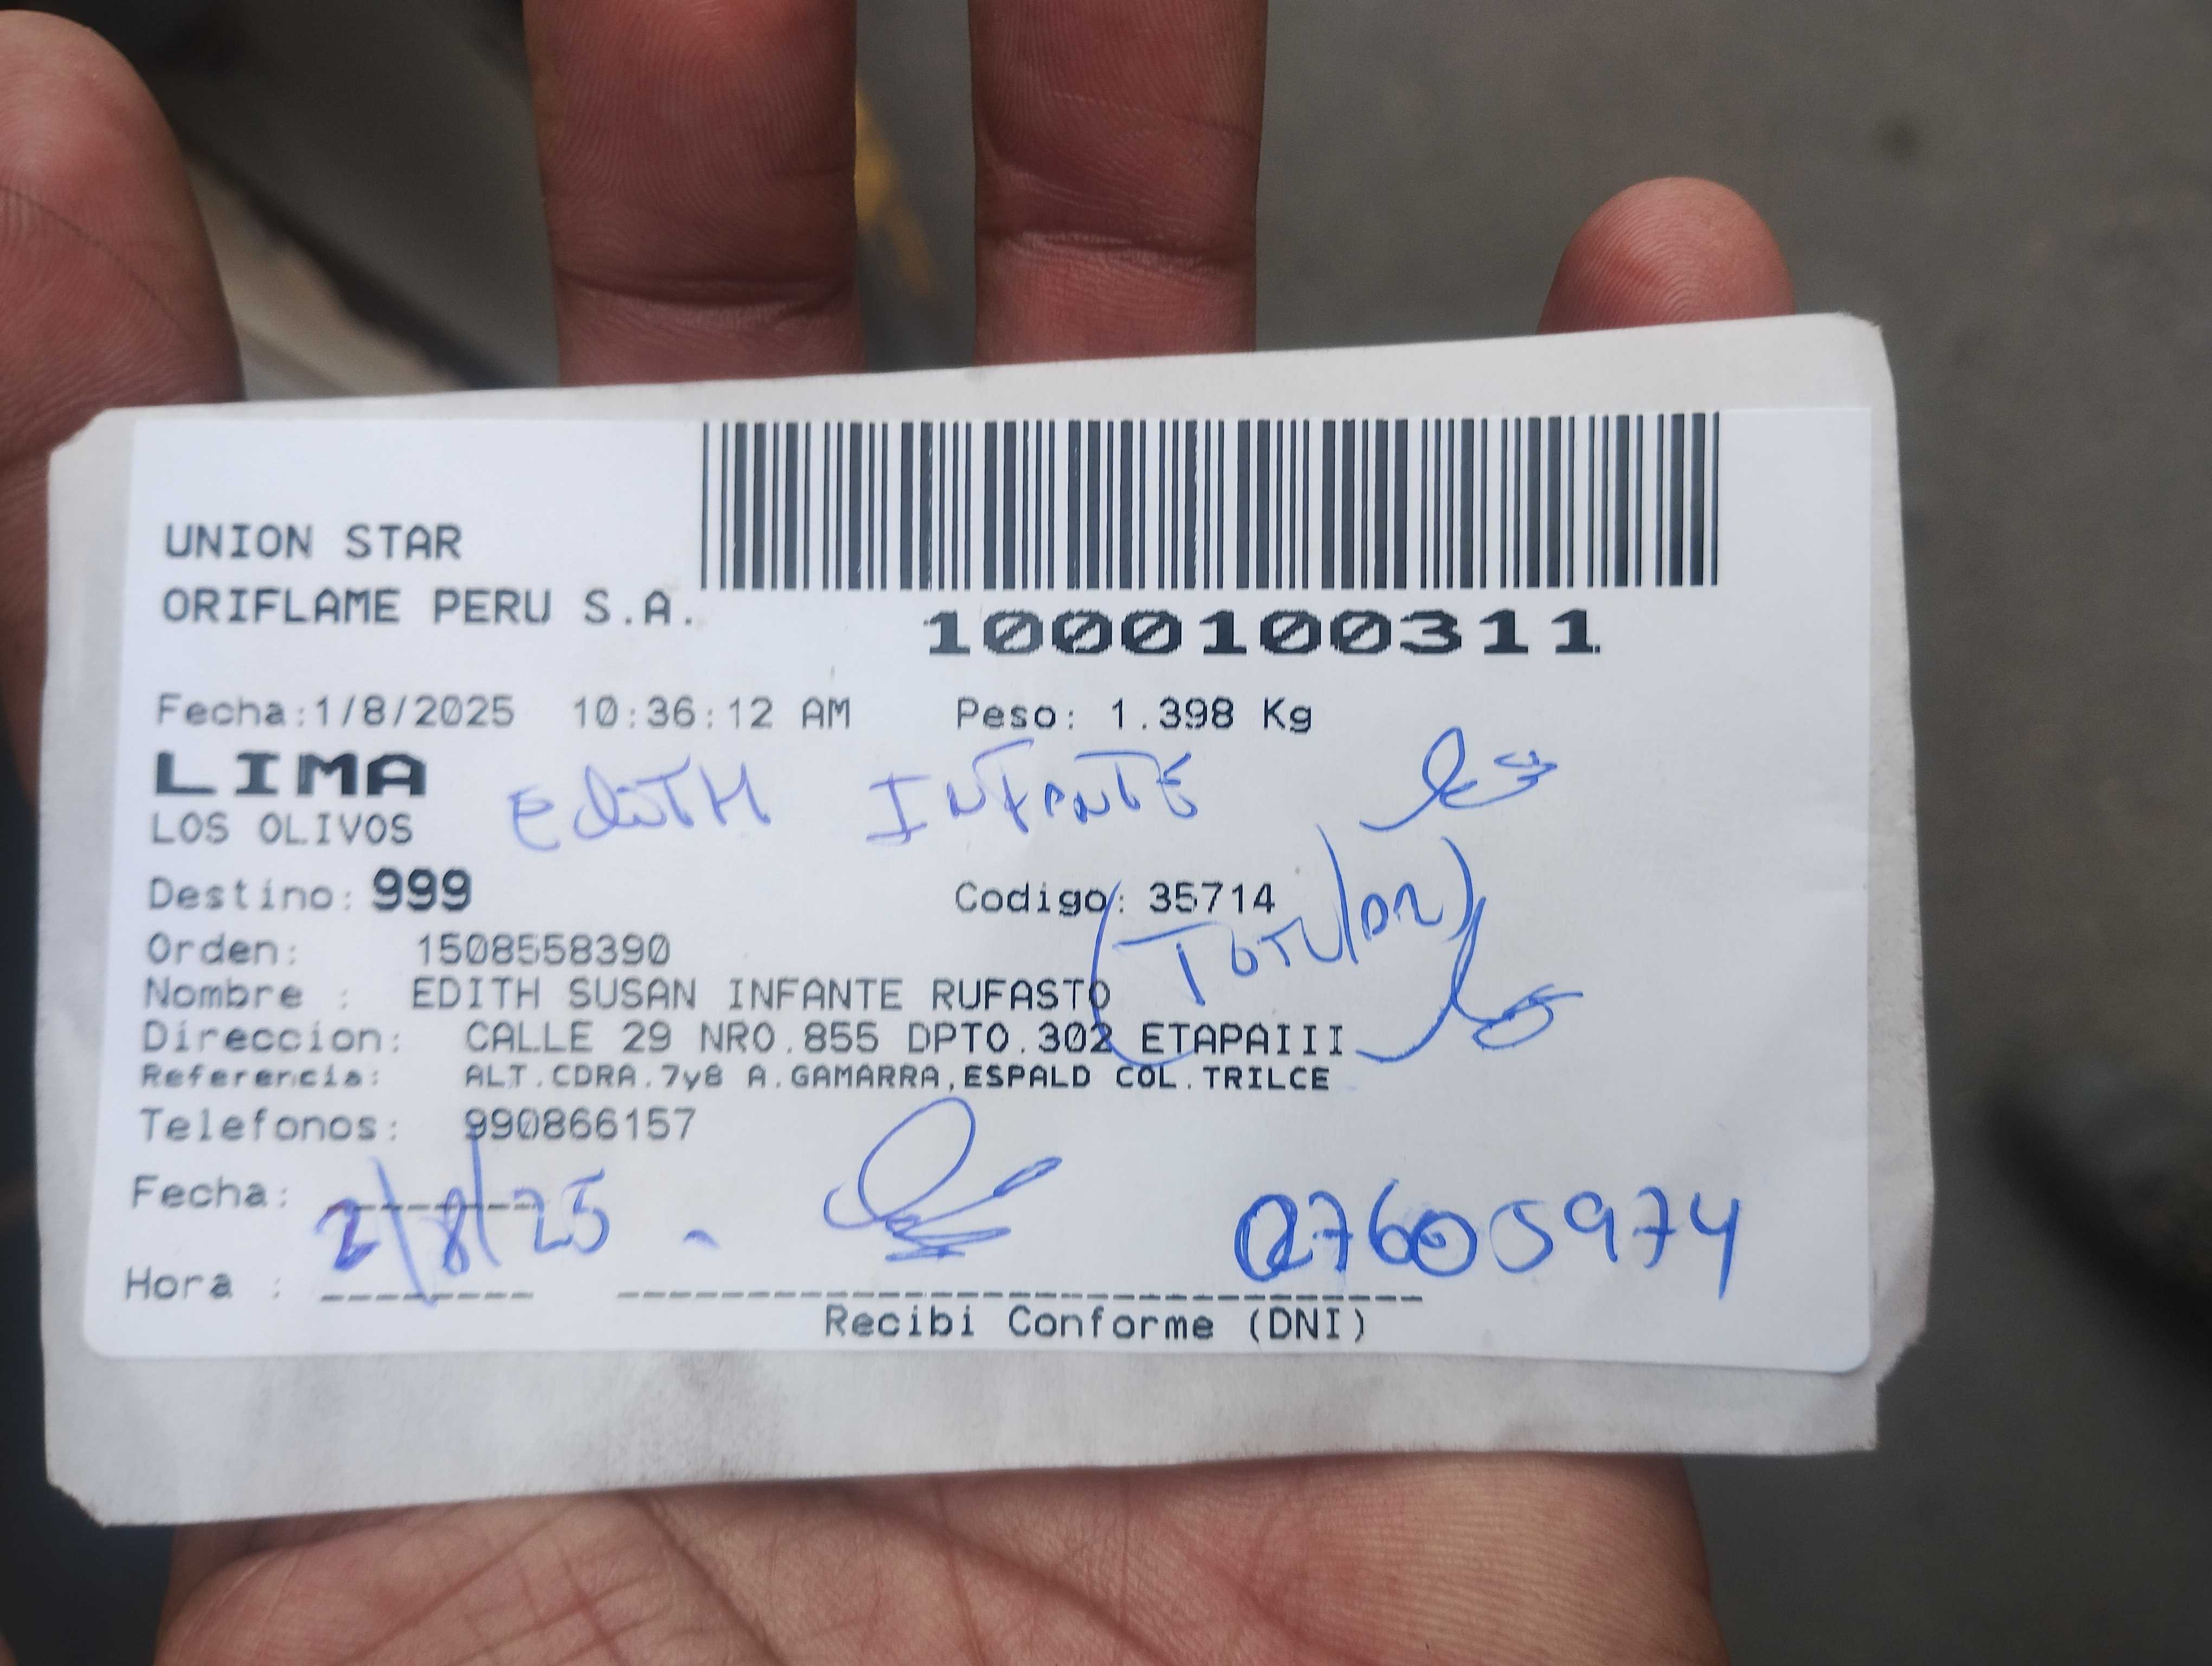 UNION STAR
ORIFLAME PERU S.A.
1000100311
Fecha:1/8/2025 10:36:12 AM Peso: 1.398 Kg
LIMA
EdiTH INFANTE
LOS OLIVOS
Destino: 999 Codigo: 35714
(TITULAR)
Orden: 1508558390
Nombre : EDITH SUSAN INFANTE RUFASTO
Direccion: CALLE 29 NRO.855 DPTO.302 ETAPAIII
Referencia: ALT.CDRA.7y8 A.GAMARRA,ESPALD COL.TRILCE
Telefonos: 990866157
Fecha: 2/8/25 07605974
Hora :
Recibi Conforme (DNI)